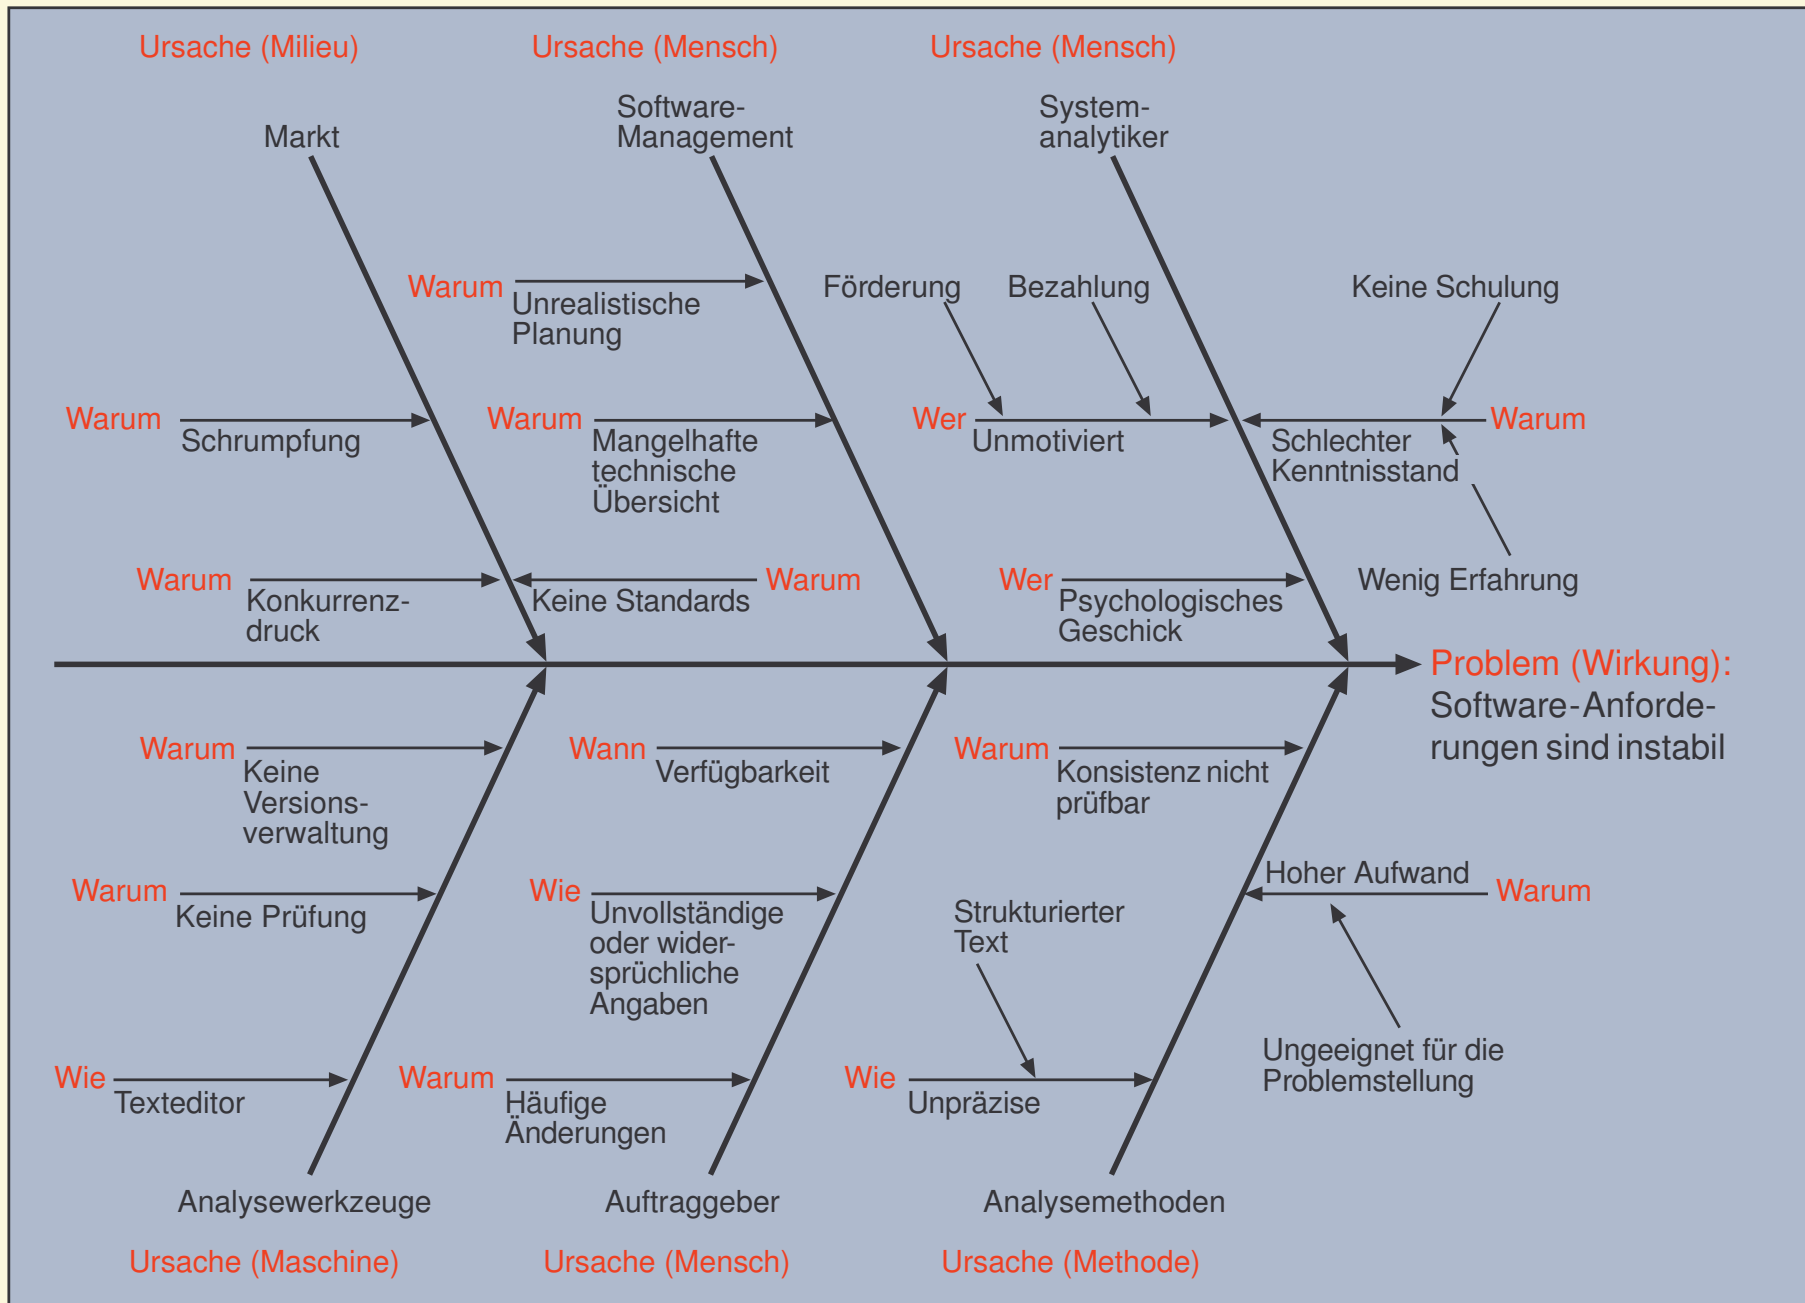 Ursache (Milieu)
Ursache (Mensch)
Ursache (Mensch)
Markt
Software-
Management
System-
analytiker
Warum
Unrealistische
Planung
Förderung
Bezahlung
Keine Schulung
Warum
Schrumpfung
Warum
Mangelhafte
technische
Übersicht
Wer
Unmotiviert
Schlechter
Kenntnisstand
Warum
Warum
Konkurrenz-
druck
Keine Standards
Warum
Wer
Psychologisches
Geschick
Wenig Erfahrung
Problem (Wirkung):
Software-Anforde-
rungen sind instabil
Warum
Keine
Versions-
verwaltung
Wann
Verfügbarkeit
Warum
Konsistenz nicht
prüfbar
Warum
Keine Prüfung
Wie
Unvollständige
oder wider-
sprüchliche
Angaben
Strukturierter
Text
Hoher Aufwand
Warum
Wie
Texteditor
Warum
Häufige
Änderungen
Wie
Unpräzise
Ungeeignet für die
Problemstellung
Analysewerkzeuge
Auftraggeber
Analysemethoden
Ursache (Maschine)
Ursache (Mensch)
Ursache (Methode)